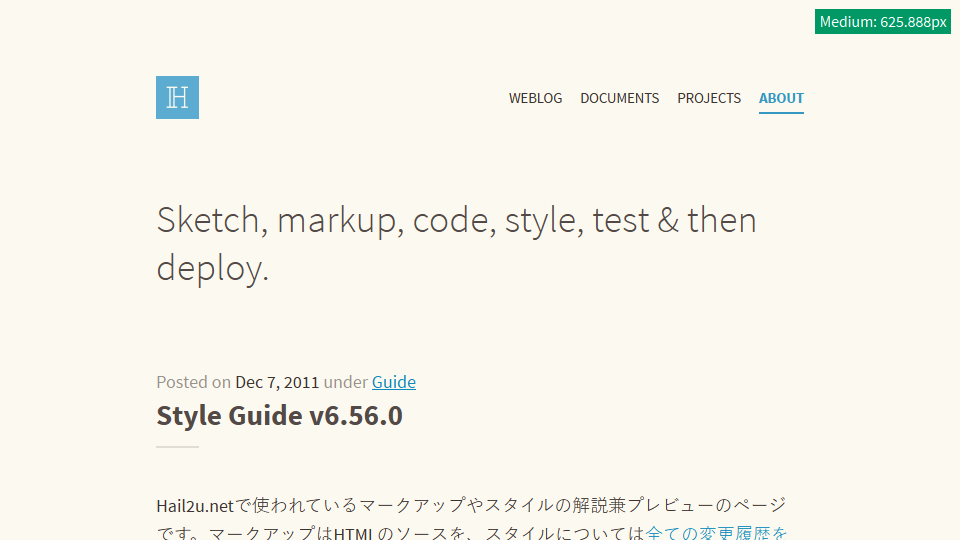 Medium: 625.888px
H
WEBLOG DOCUMENTS PROJECTS ABOUT
Sketch, markup, code, style, test & then
deploy.
Posted on Dec 7, 2011 under Guide
Style Guide v6.56.0
Hail2u.netで使われているマークアップやスタイルの解説兼プレビューのページ
です。マークアップはHTMLのソースを、スタイルについては全ての変更履歴を